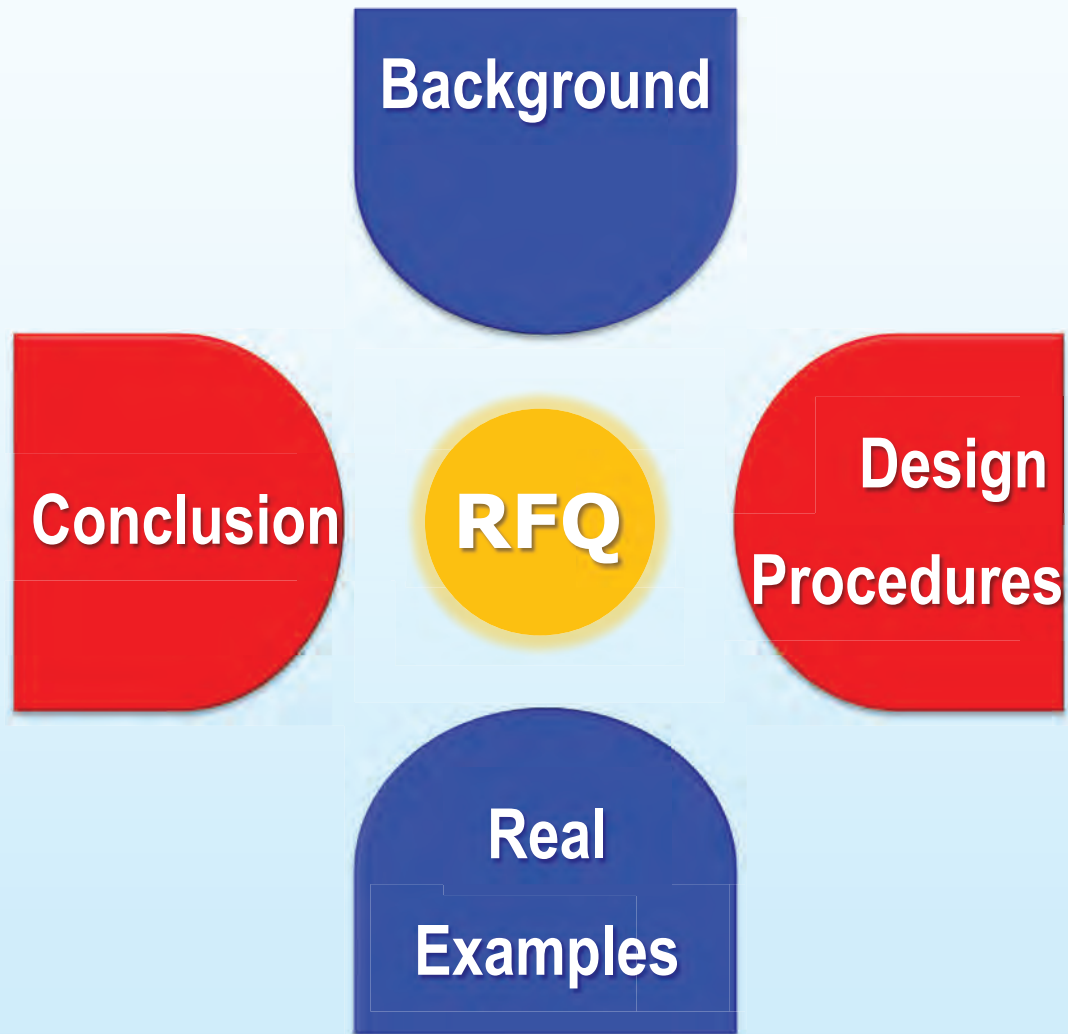 Background
Conclusion
RFQ
Design
Procedures
Real
Examples